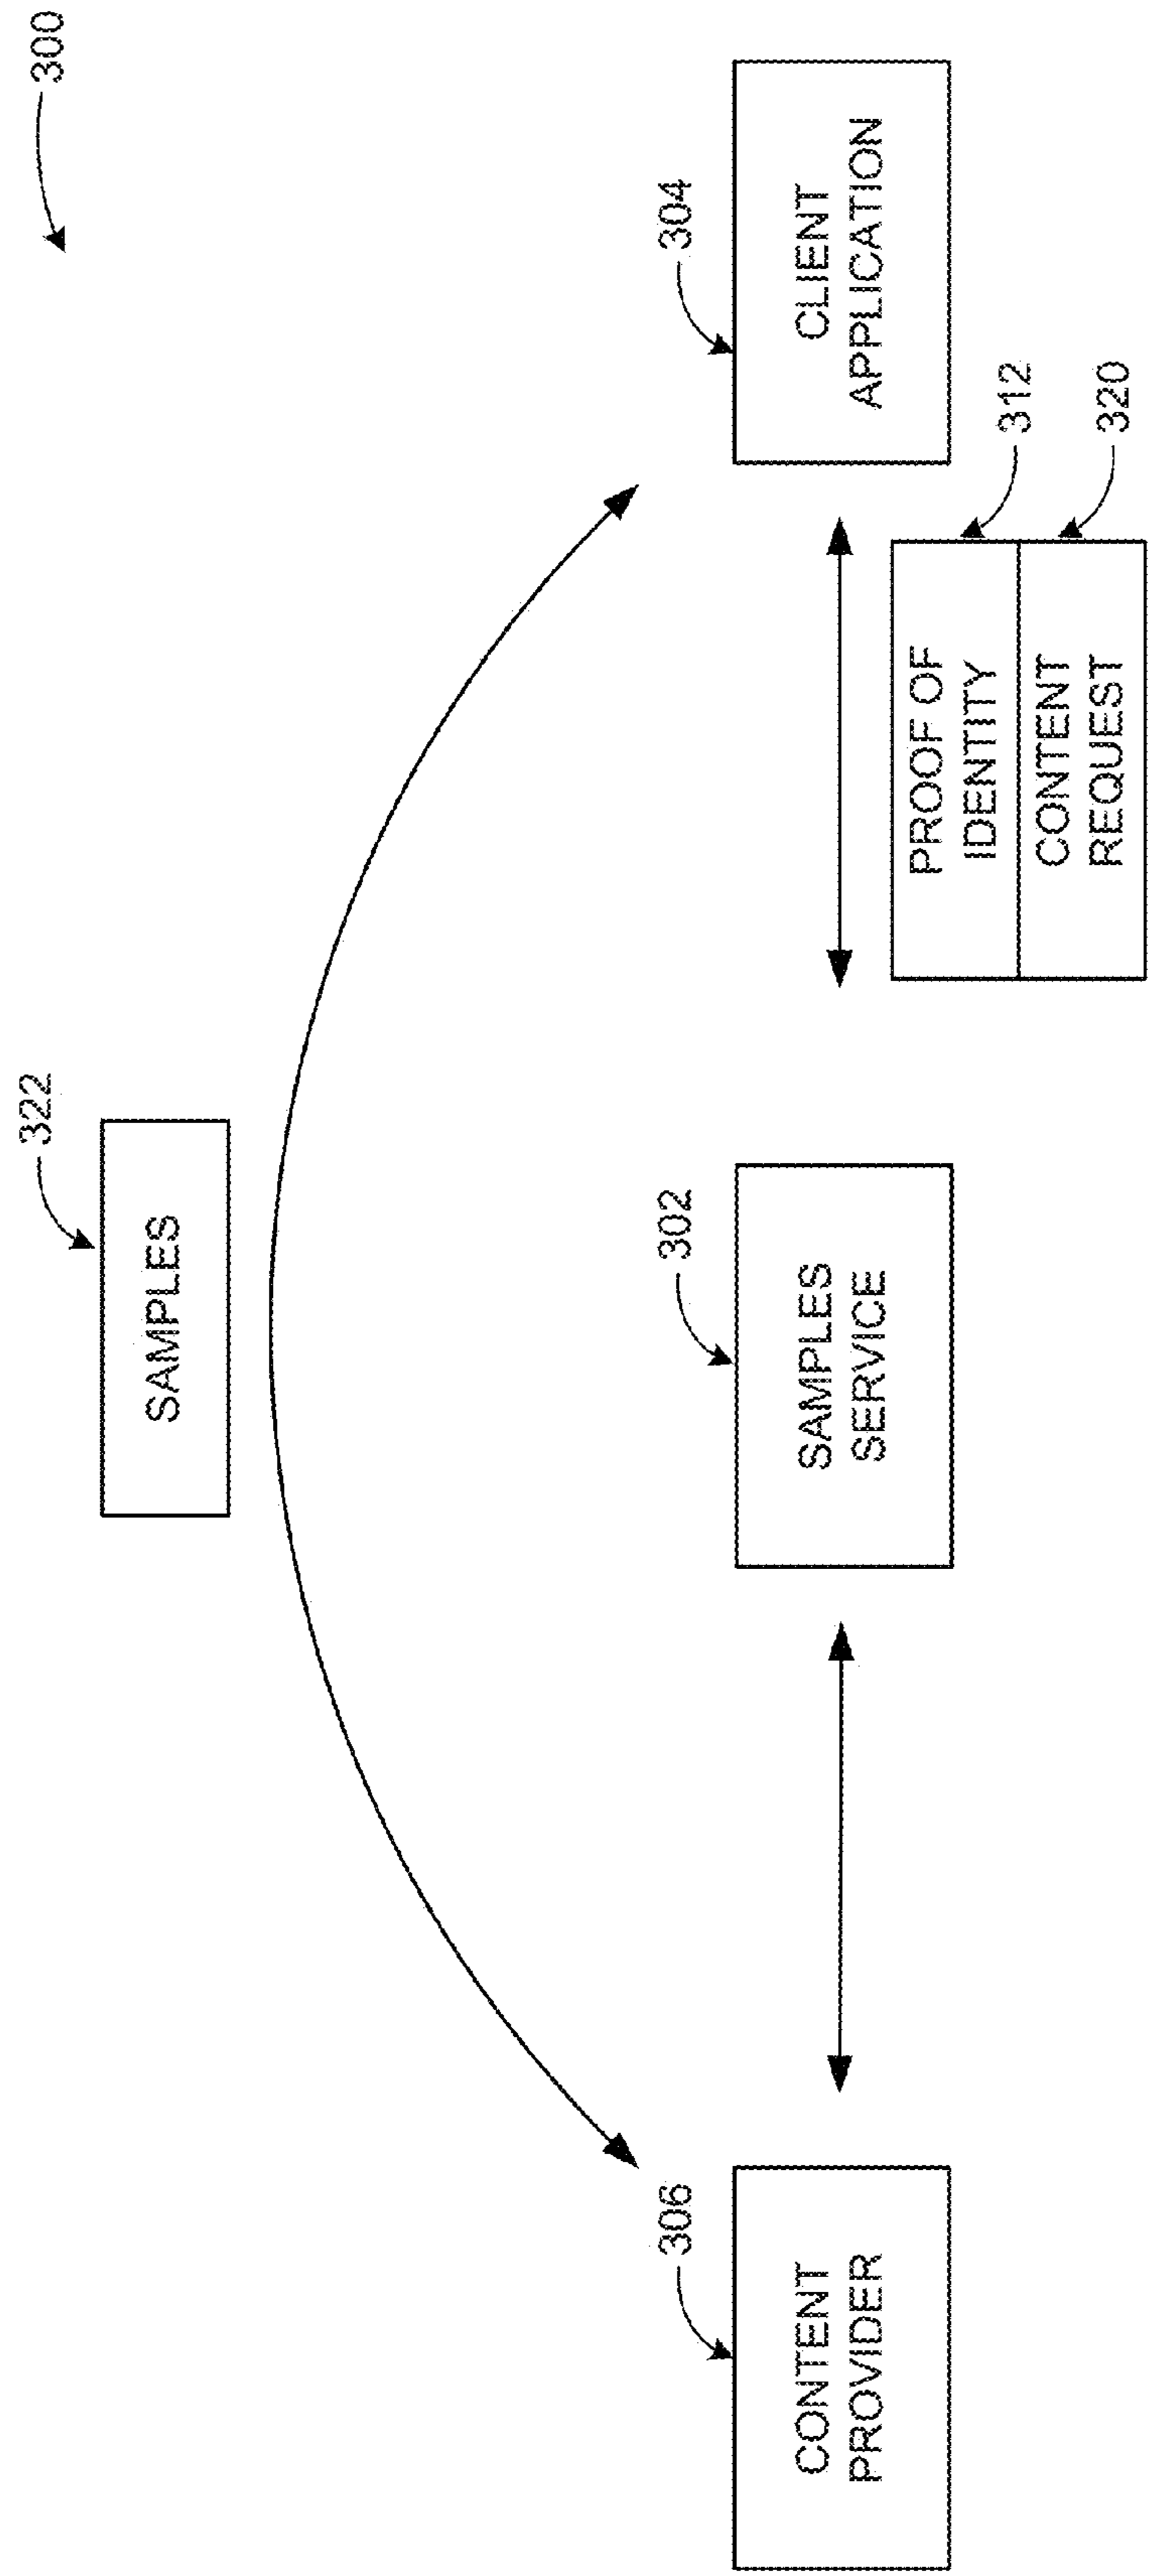 300
322
SAMPLES
306
CONTENT
PROVIDER
302
SAMPLES
SERVICE
304
CLIENT
APPLICATION
PROOF OF
IDENTITY
312
CONTENT
REQUEST
320